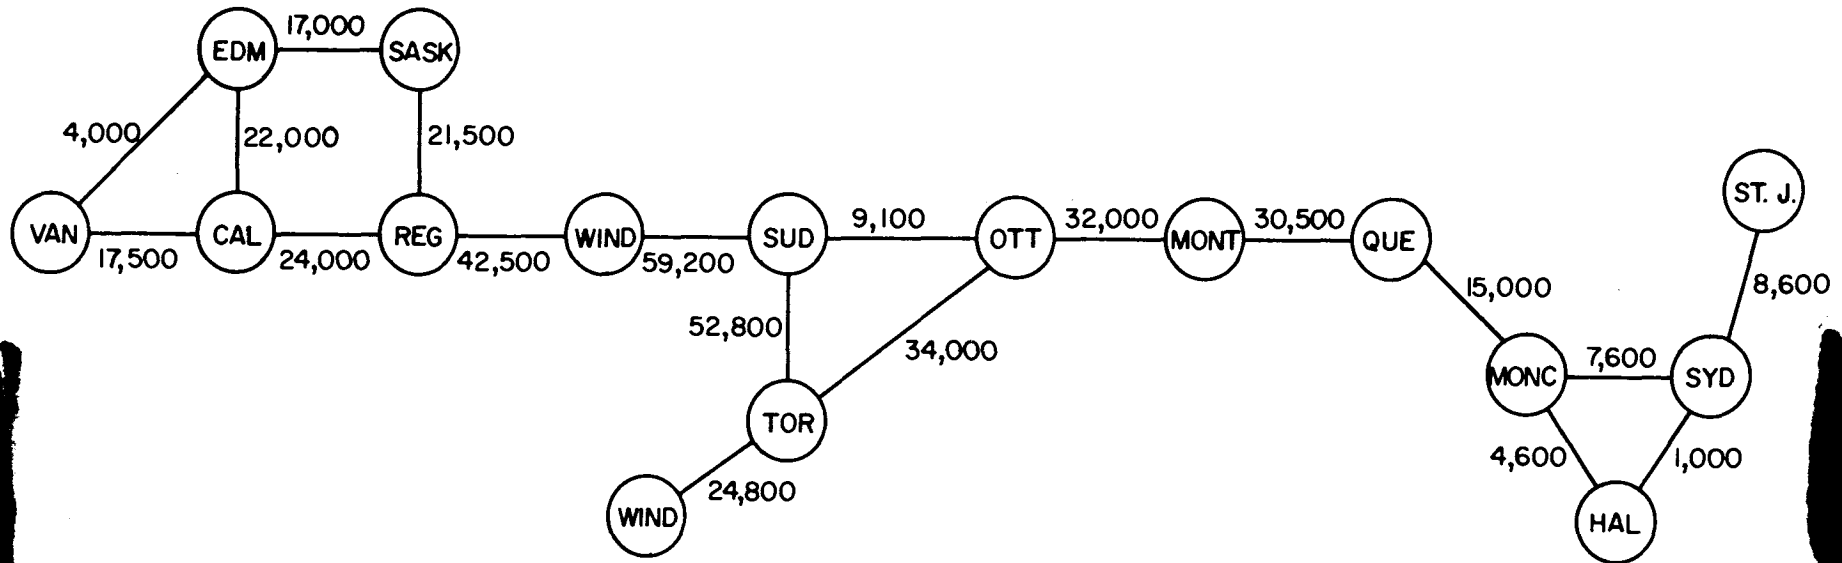 17,000
EDM
SASK
4,000
22,000
21,500
ST. J.
VAN
CAL
REG
WIND
SUD
9,100
OTT
32,000
MONT
30,500
QUE
17,500
24,000
42,500
59,200
15,000
8,600
52,800
34,000
MONC
7,600
SYD
TOR
4,600
1,000
24,800
WIND
HAL